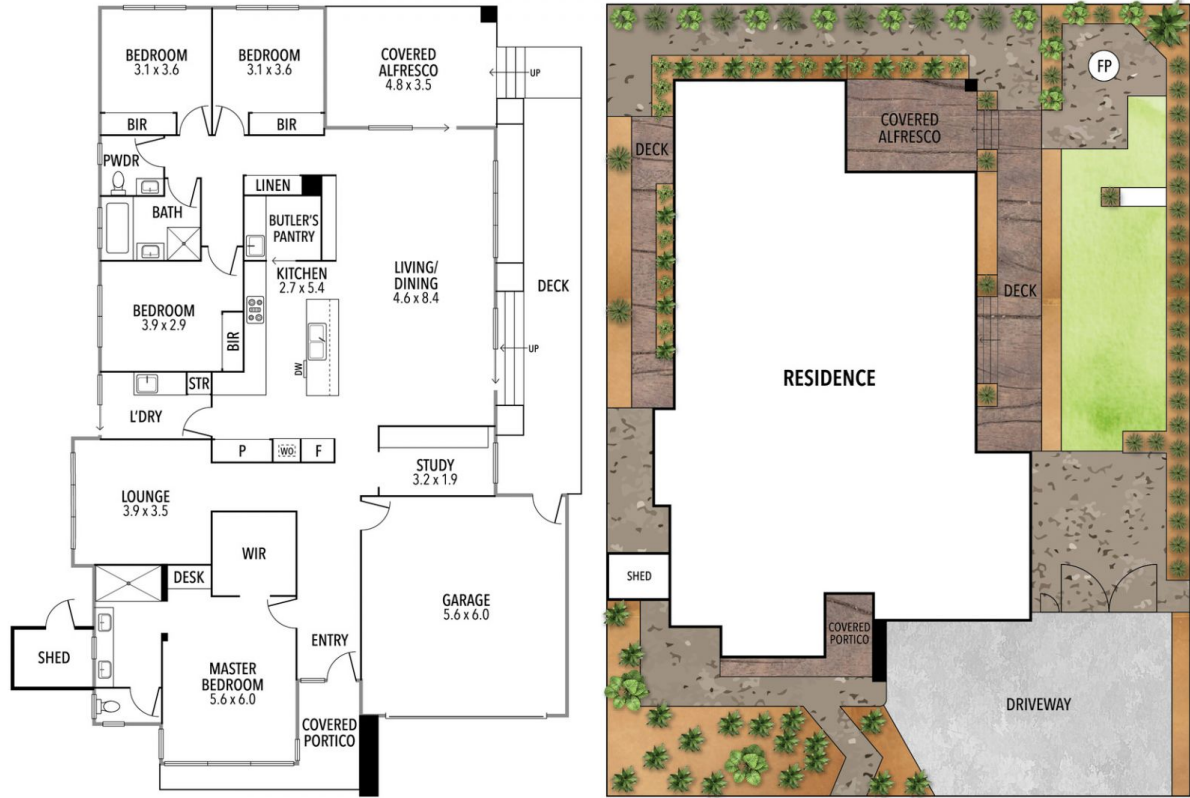 BEDROOM
3.1 x 3.6
BEDROOM
3.1 x 3.6
COVERED
ALFRESCO
4.8 x 3.5
UP
BIR
BIR
PWDR
BATH
LINEN
BUTLER'S
PANTRY
KITCHEN
2.7 x 5.4
LIVING/
DINING
4.6 x 8.4
DECK
BEDROOM
3.9 x 2.9
BIR
UP
DW
STR
L'DRY
P
WO
F
STUDY
3.2 x 1.9
LOUNGE
3.9 x 3.5
WIR
DESK
GARAGE
5.6 x 6.0
ENTRY
SHED
MASTER
BEDROOM
5.6 x 6.0
COVERED
PORTICO
FP
COVERED
ALFRESCO
DECK
DECK
RESIDENCE
SHED
COVERED
PORTICO
DRIVEWAY